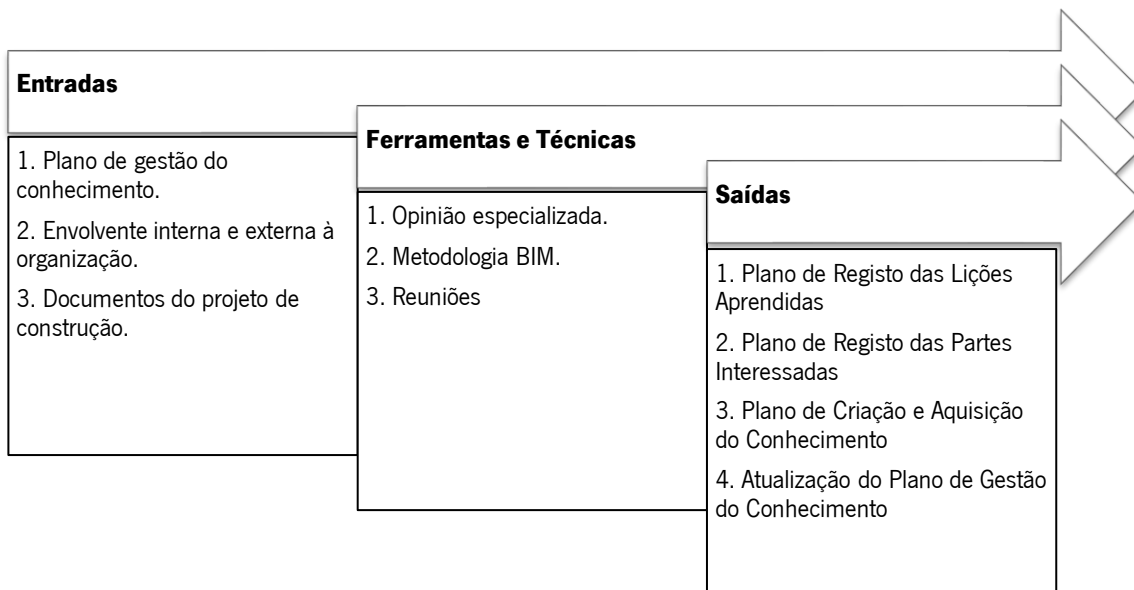 Entradas
1. Plano de gestão do
conhecimento.
2. Envolvente interna e externa à
organização.
3. Documentos do projeto de
construção.
Ferramentas e Técnicas
1. Opinião especializada.
2. Metodologia BIM.
3. Reuniões
Saídas
1. Plano de Registo das Lições
Aprendidas
2. Plano de Registo das Partes
Interessadas
3. Plano de Criação e Aquisição
do Conhecimento
4. Atualização do Plano de Gestão
do Conhecimento